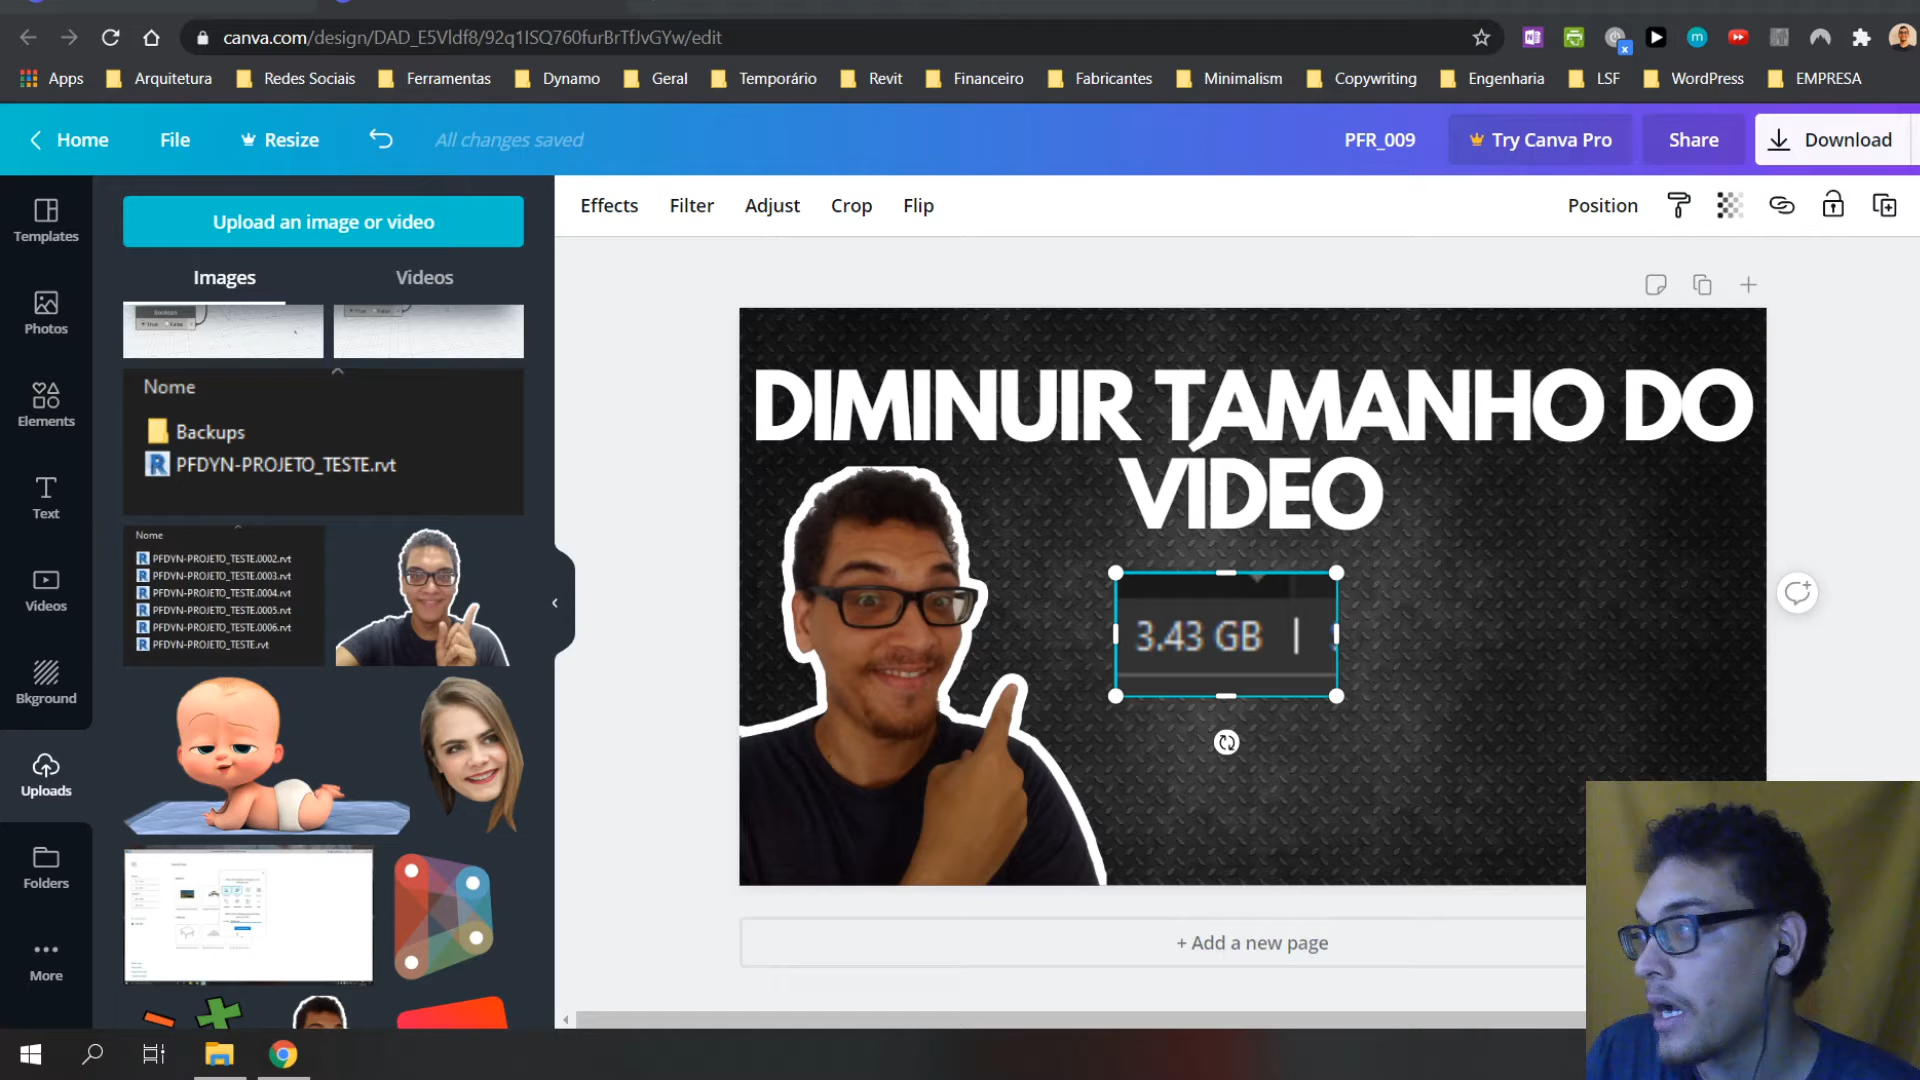 canva.com/design/DAD_E5Vldf8/92q1ISQ760furBrTfJvGYw/edit
Apps Arquitetura Redes Sociais Ferramentas Dynamo Geral Temporário Revit Financeiro Fabricantes Minimalism Copywriting Engenharia LSF WordPress EMPRESA
Home File Resize All changes saved PFR_009 Try Canva Pro Share Download
Effects Filter Adjust Crop Flip Position
Templates
Photos
Elements
Text
Videos
Bkground
Uploads
Folders
More
Upload an image or video
Images Videos
Boolean
True False
Nome
Backups
PFDYN-PROJETO_TESTE.rvt
Nome
PFDYN-PROJETO_TESTE.0002.rvt
PFDYN-PROJETO_TESTE.0003.rvt
PFDYN-PROJETO_TESTE.0004.rvt
PFDYN-PROJETO_TESTE.0005.rvt
PFDYN-PROJETO_TESTE.0006.rvt
PFDYN-PROJETO_TESTE.rvt
DIMINUIR TAMANHO DO
VÍDEO
3.43 GB |
+ Add a new page